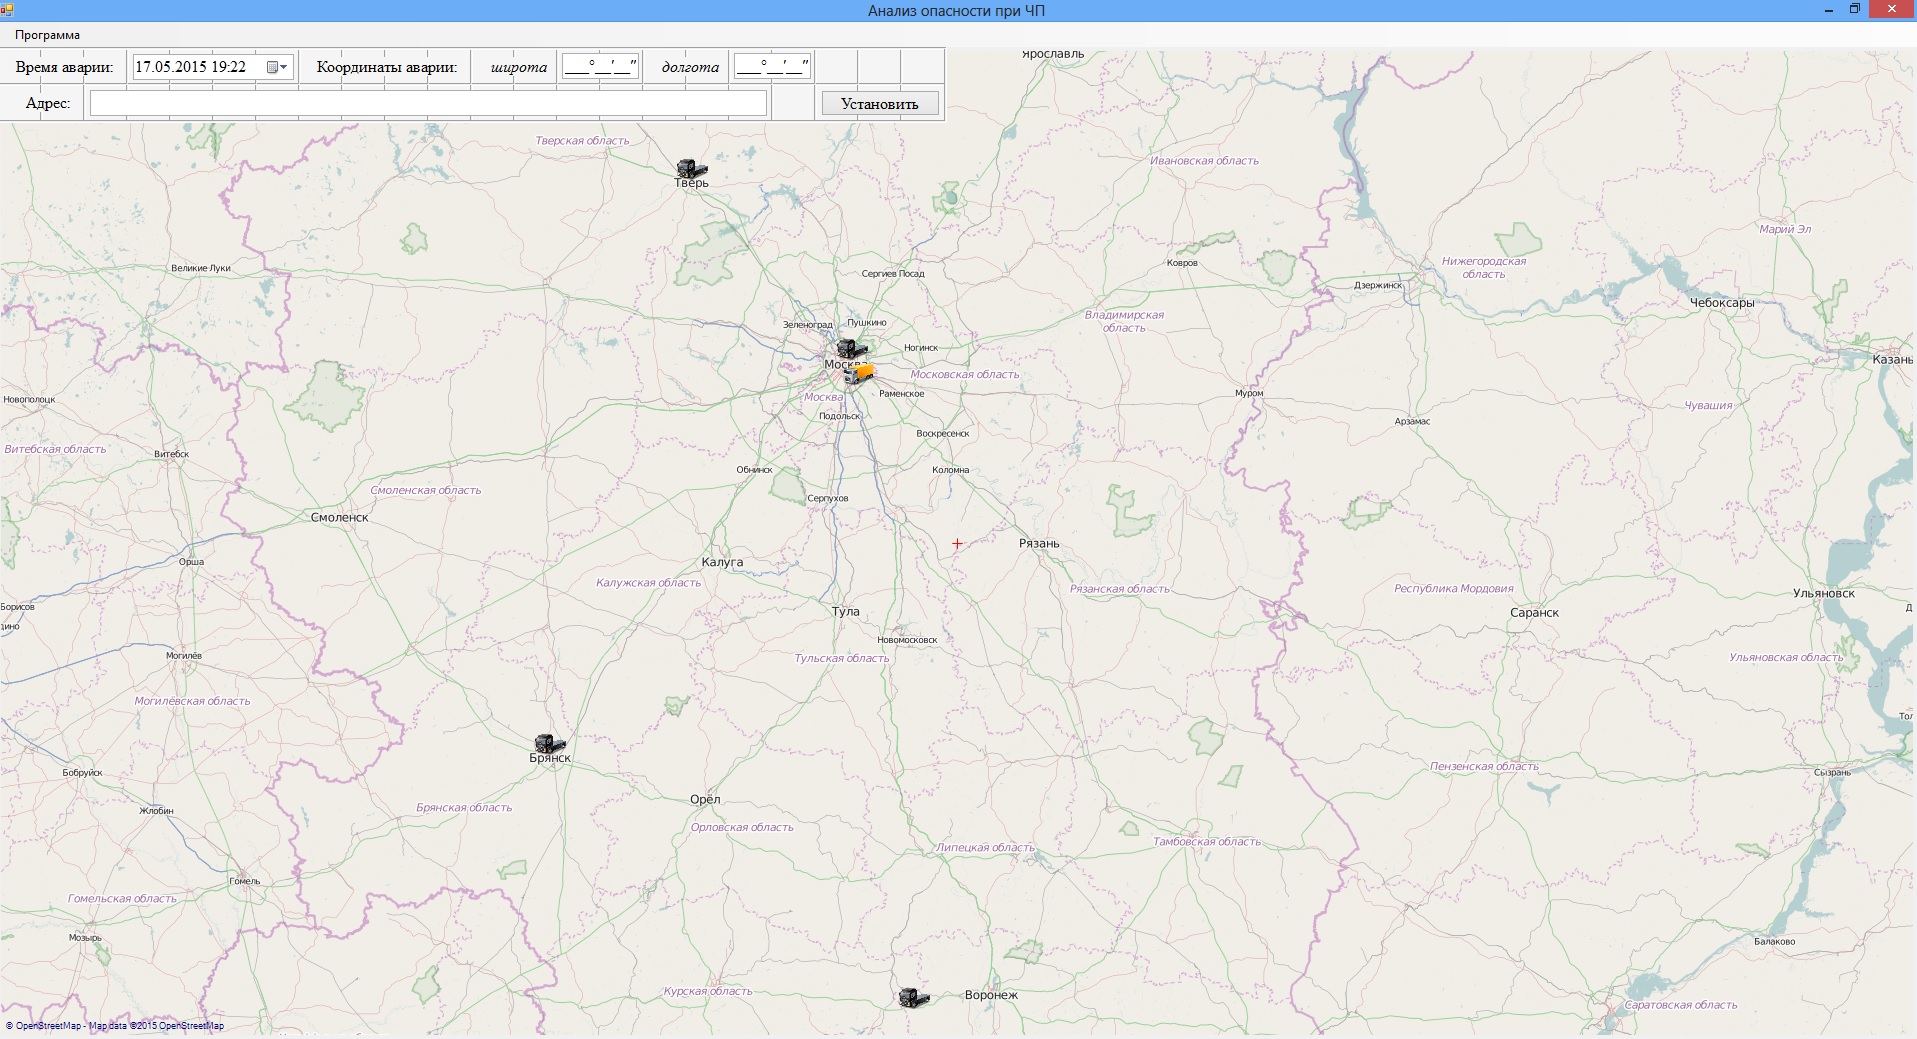 Анализ опасности при ЧП
Программа
Время аварии: 17.05.2015 19:22 Координаты аварии: широта ___°__'__" долгота ___°__'__"
Адрес: Установить
Ярославль
Тверская область
Ивановская область
Тверь
Марий Эл
Великие Луки
Сергиев Посад
Ковров
Нижегородская
область
Дзержинск
Чебоксары
Зеленоград
Пушкино
Владимирская
область
Ногинск
Казань
Москва
Московская область
Новополоцк
Москва
Раменское
Муром
Чувашия
Подольск
Арзамас
Воскресенск
Витебская область
Витебск
Обнинск
Коломна
Смоленская область
Серпухов
Смоленск
Рязань
Орша
Калуга
Калужская область
Рязанская область
Республика Мордовия
Ульяновск
Борисов
Тула
Саранск
дино
Новомосковск
Могилёв
Тульская область
Ульяновская область
Могилёвская область
Тол
Брянск
Пензенская область
Бобруйск
Сызрань
Орёл
Брянская область
Жлобин
Орловская область
Липецкая область
Тамбовская область
Гомель
Гомельская область
Мозырь
Балаково
Курская область
Воронеж
Саратовская область
© OpenStreetMap - Map data ©2015 OpenStreetMap